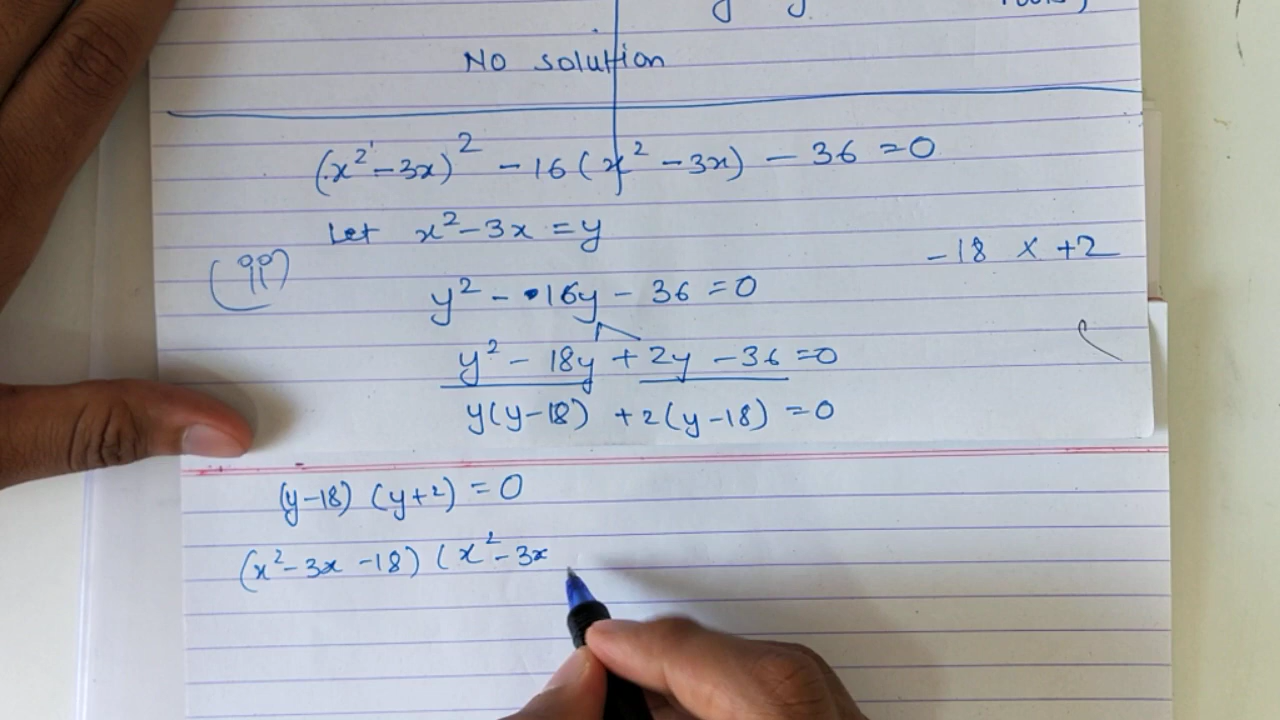 No solution
(x²-3x)² -16(x²-3x) - 36 =0
Let x²-3x =y
-18 x +2
y² - 16y - 36 =0
y² - 18y + 2y -36 =0
y(y-18) +2(y-18) =0
(y-18) (y+2) =0
(x²-3x -18) (x²-3x